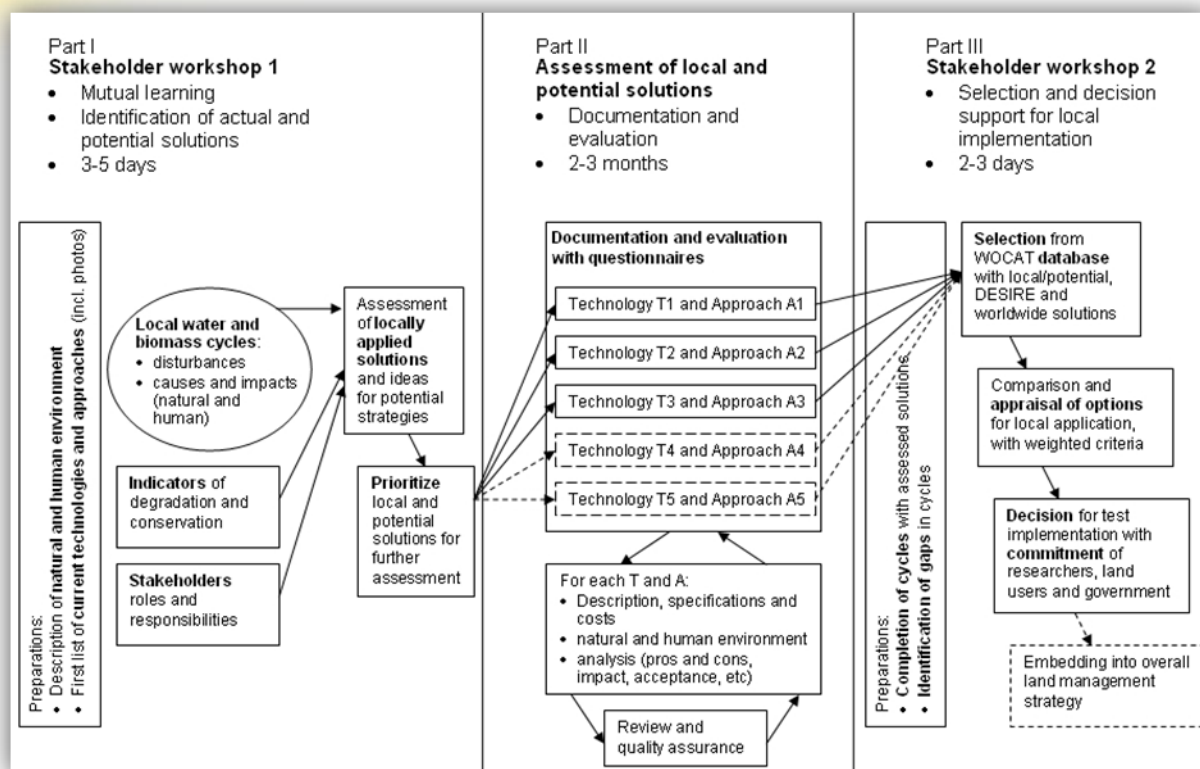 Part I
Stakeholder workshop 1
• Mutual learning
• Identification of actual and
potential solutions
• 3-5 days
Preparations:
• Description of natural and human environment
• First list of current technologies and approaches (incl. photos)
Local water and
biomass cycles:
• disturbances
• causes and impacts
(natural and
human)
Indicators of
degradation and
conservation
Stakeholders
roles and
responsibilities
Assessment
of locally
applied
solutions
and ideas
for potential
strategies
Prioritize
local and
potential
solutions for
further
assessment
Part II
Assessment of local and
potential solutions
• Documentation and
evaluation
• 2-3 months
Documentation and evaluation
with questionnaires
Technology T1 and Approach A1
Technology T2 and Approach A2
Technology T3 and Approach A3
Technology T4 and Approach A4
Technology T5 and Approach A5
For each T and A:
• Description, specifications and
costs
• natural and human environment
• analysis (pros and cons,
impact, acceptance, etc)
Review and
quality assurance
Part III
Stakeholder workshop 2
• Selection and decision
support for local
implementation
• 2-3 days
Preparations:
• Completion of cycles with assessed solutions
• Identification of gaps in cycles
Selection from
WOCAT database
with local/potential,
DESIRE and
worldwide solutions
Comparison and
appraisal of options
for local application,
with weighted criteria
Decision for test
implementation with
commitment of
researchers, land
users and government
Embedding into overall
land management
strategy